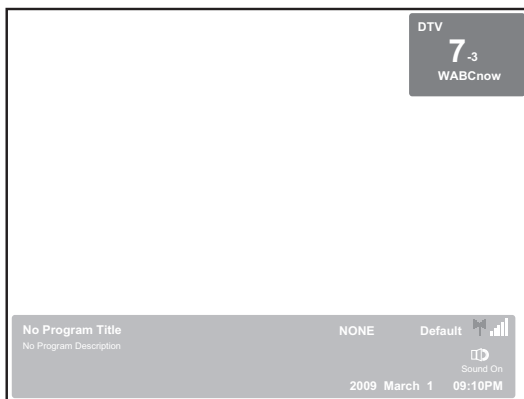 DTV
7-3
WABCnow
No Program Title NONE Default
No Program Description
Sound On
2009 March 1 09:10PM